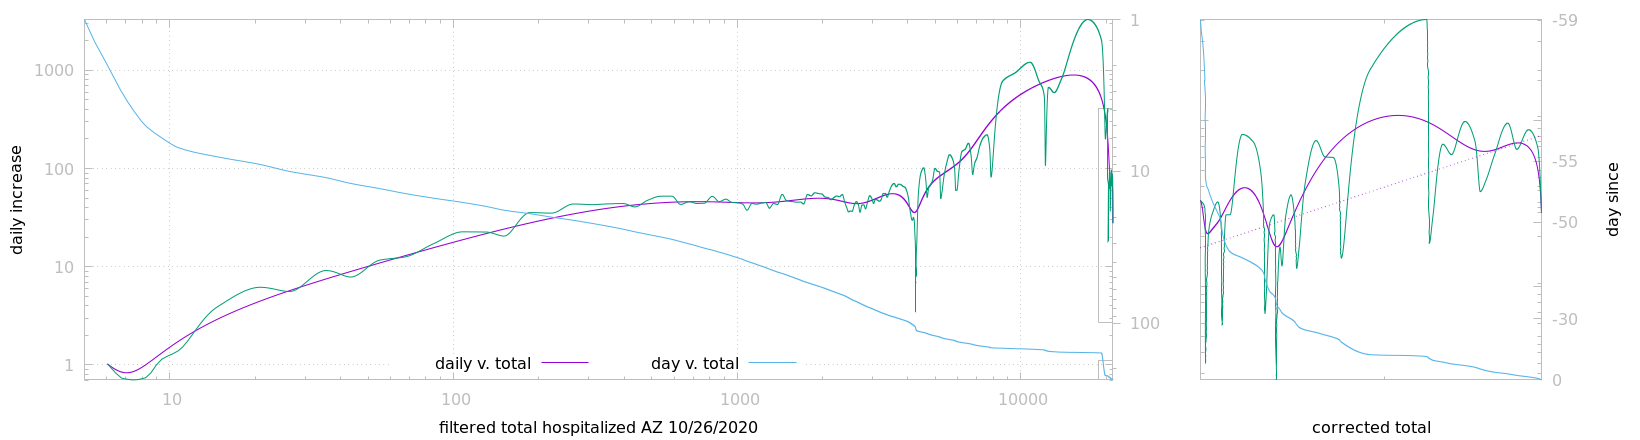 daily increase
1000
100
10
1
10
100
1000
10000
daily v. total
day v. total
filtered total hospitalized AZ 10/26/2020
1
10
100
corrected total
-59
-55
-50
-30
0
day since